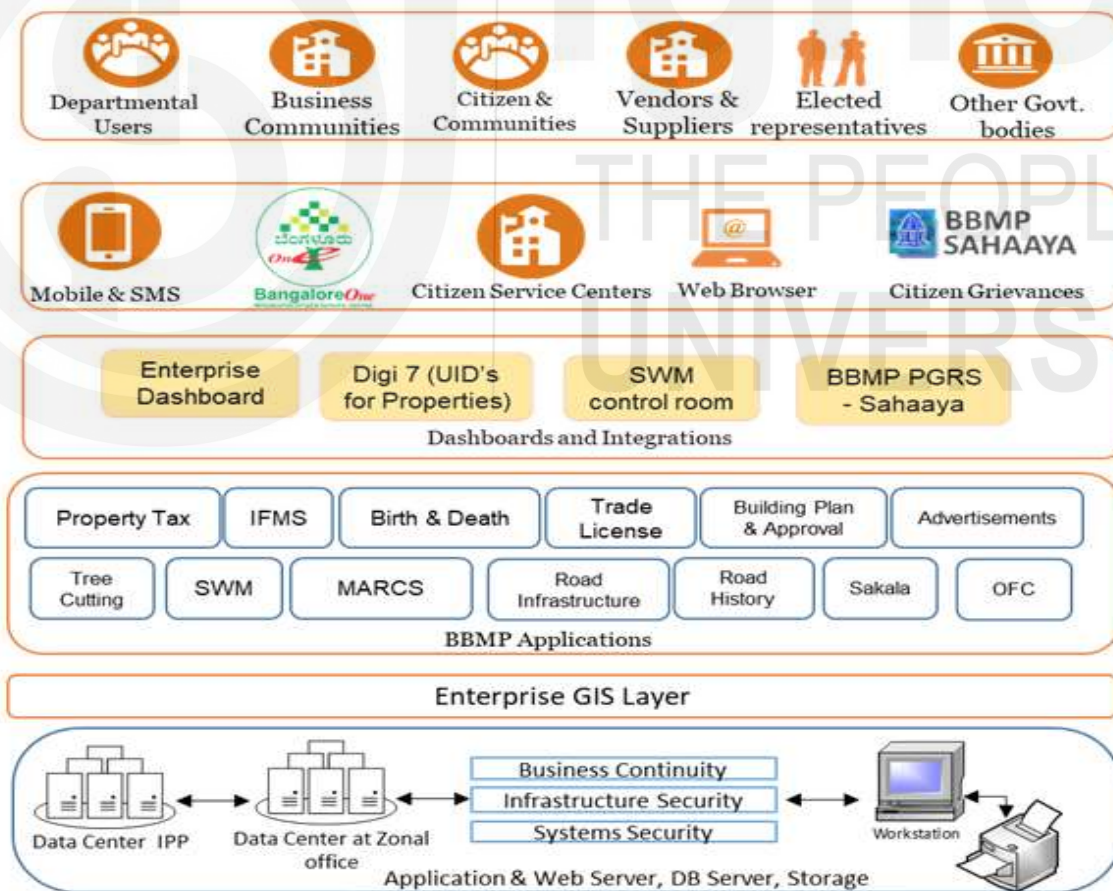 Departmental
Users
Business
Communities
Citizen &
Communities
Vendors &
Suppliers
Elected
representatives
Other Govt.
bodies
THE PEOPL
Mobile & SMS
ಬೆಂಗಳೂರು
One
BangaloreOne
Citizen Service Centers
@
Web Browser
BBMP
SAHAAYA
Citizen Grievances
UNIVERS
Enterprise
Dashboard
Digi 7 (UID's
for Properties)
SWM
control room
BBMP PGRS
- Sahaaya
Dashboards and Integrations
Property Tax
IFMS
Birth & Death
Trade
License
Building Plan
& Approval
Advertisements
Tree
Cutting
SWM
MARCS
Road
Infrastructure
Road
History
Sakala
OFC
BBMP Applications
Enterprise GIS Layer
Data Center IPP
Data Center at Zonal
office
Business Continuity
Infrastructure Security
Systems Security
Workstation
Application & Web Server, DB Server, Storage